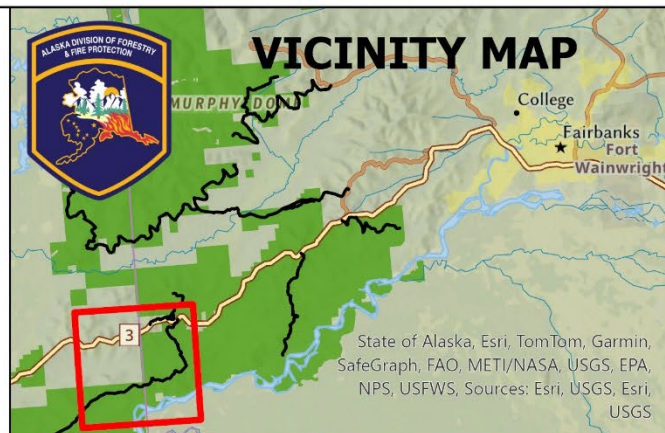 ALASKA DIVISION OF FORESTRY
& FIRE PROTECTION
VICINITY MAP
MURPHY DOM
College
Fairbanks
Fort
Wainwright
3
State of Alaska, Esri, TomTom, Garmin,
SafeGraph, FAO, METI/NASA, USGS, EPA,
NPS, USFWS, Sources: Esri, USGS, Esri,
USGS